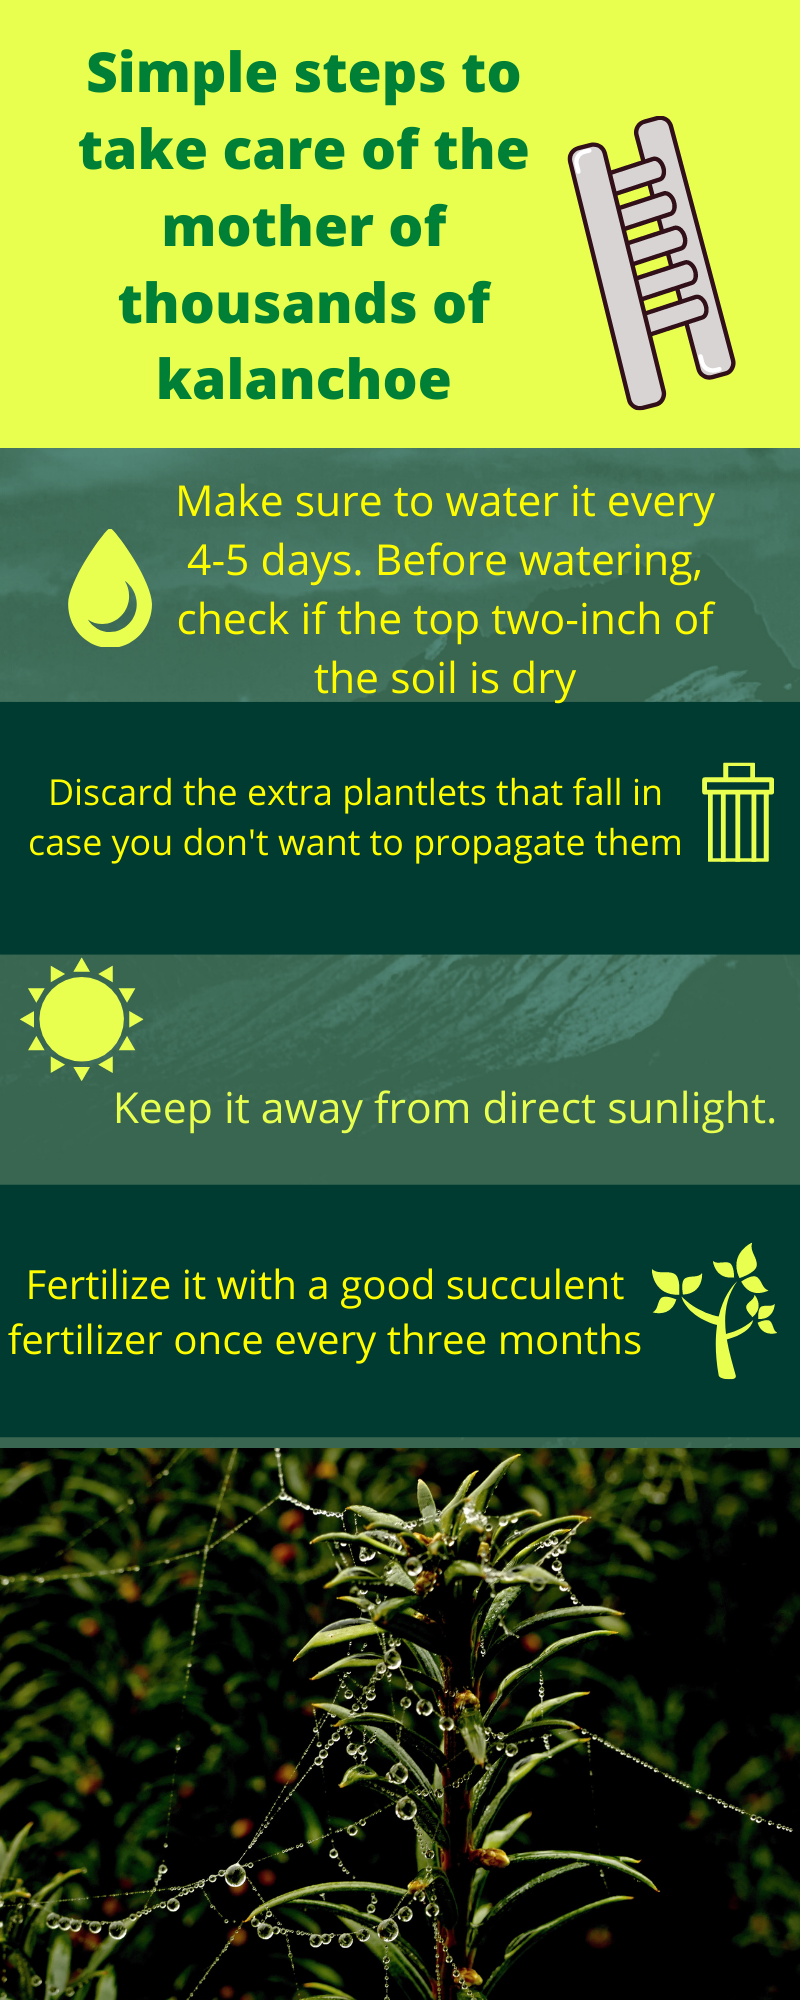 Simple steps to
take care of the
mother of
thousands of
kalanchoe
Make sure to water it every
4-5 days. Before watering,
check if the top two-inch of
the soil is dry
Discard the extra plantlets that fall in
case you don't want to propagate them
Keep it away from direct sunlight.
Fertilize it with a good succulent
fertilizer once every three months